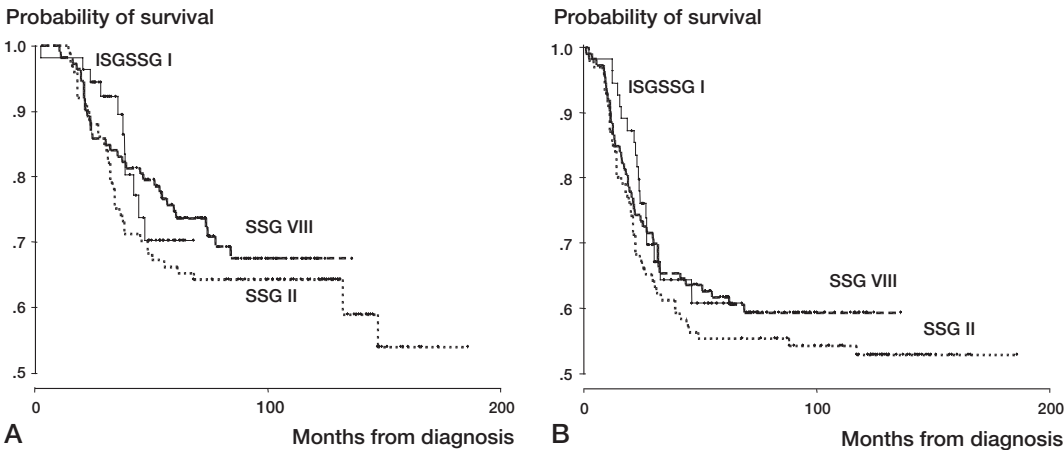 Probability of survival
1.0
.9
.8
.7
.6
.5
ISGSSG I
SSG VIII
SSG II
0
100
200
A
Months from diagnosis
Probability of survival
1.0
.9
.8
.7
.6
.5
ISGSSG I
SSG VIII
SSG II
0
100
200
B
Months from diagnosis